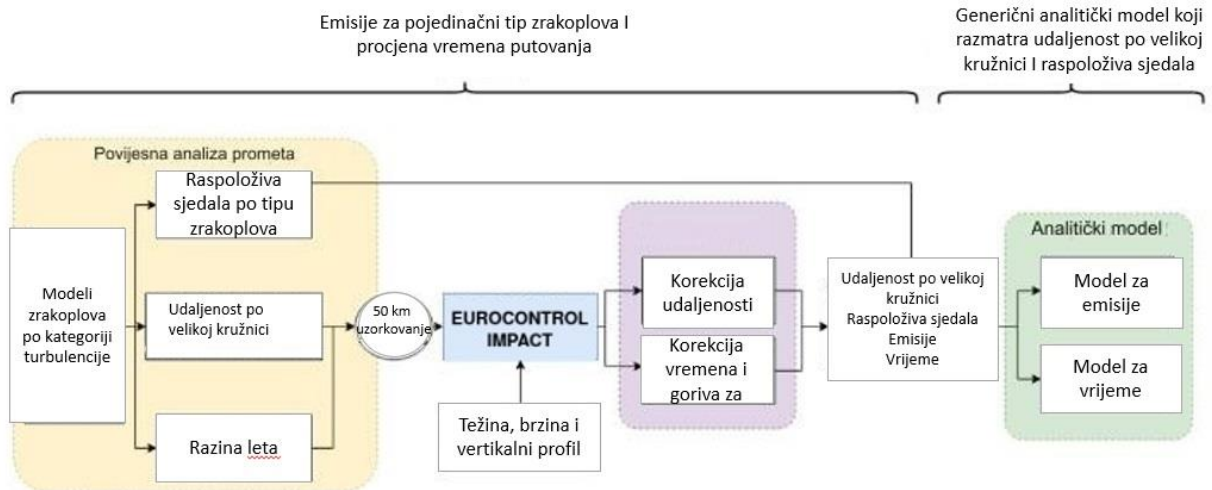 Emisije za pojedinačni tip zrakoplova I
procjena vremena putovanja
Generični analitički model koji
razmatra udaljenost po velikoj
kružnici I raspoloživa sjedala
Povijesna analiza prometa
Raspoloživa
sjedala po tipu
zrakoplova
Modeli
zrakoplova
po kategoriji
turbulencije
Udaljenost po
velikoj kružnici
Razina leta
50 km
uzorkovanje
EUROCONTROL
IMPACT
Težina, brzina i
vertikalni profil
Korekcija
udaljenosti
Korekcija
vremena i
goriva za
Udaljenost po velikoj
kružnici
Raspoloživa sjedala
Emisije
Vrijeme
Analitički model
Model za
emisije
Model za
vrijeme